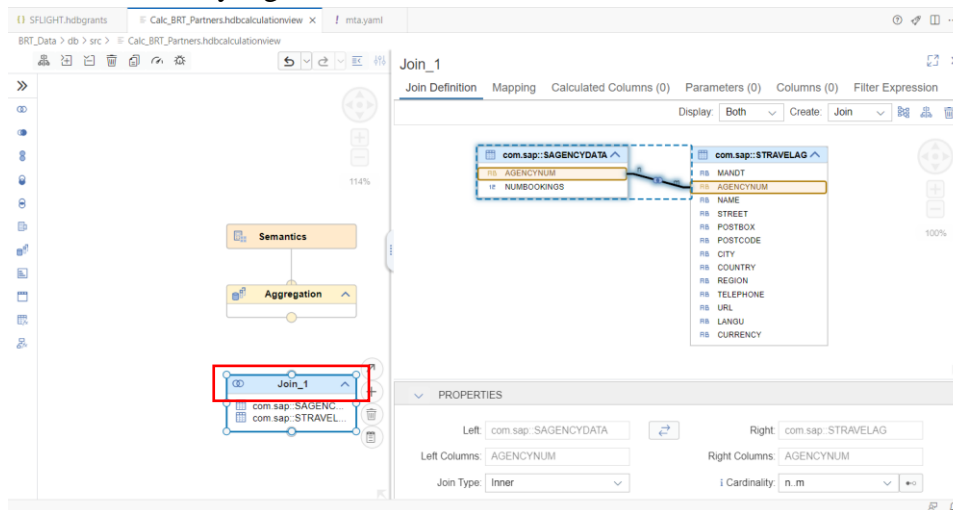 SFLIGHT.hdbgrants Calc_BRT_Partners.hdbcalculationview × ! mta.yaml
BRT_Data > db > src > Calc_BRT_Partners.hdbcalculationview
Join_1
Join Definition Mapping Calculated Columns (0) Parameters (0) Columns (0) Filter Expression
Display: Both Create: Join
com.sap::SAGENCYDATA
AGENCYNUM
NUMBOOKINGS
n
m
com.sap::STRAVELAG
MANDT
AGENCYNUM
NAME
STREET
POSTBOX
POSTCODE
CITY
COUNTRY
REGION
TELEPHONE
URL
LANGU
CURRENCY
114%
100%
Semantics
Aggregation
Join_1
com.sap::SAGENC...
com.sap::STRAVEL...
PROPERTIES
Left: com.sap::SAGENCYDATA Right: com.sap::STRAVELAG
Left Columns: AGENCYNUM Right Columns: AGENCYNUM
Join Type: Inner i Cardinality: n..m